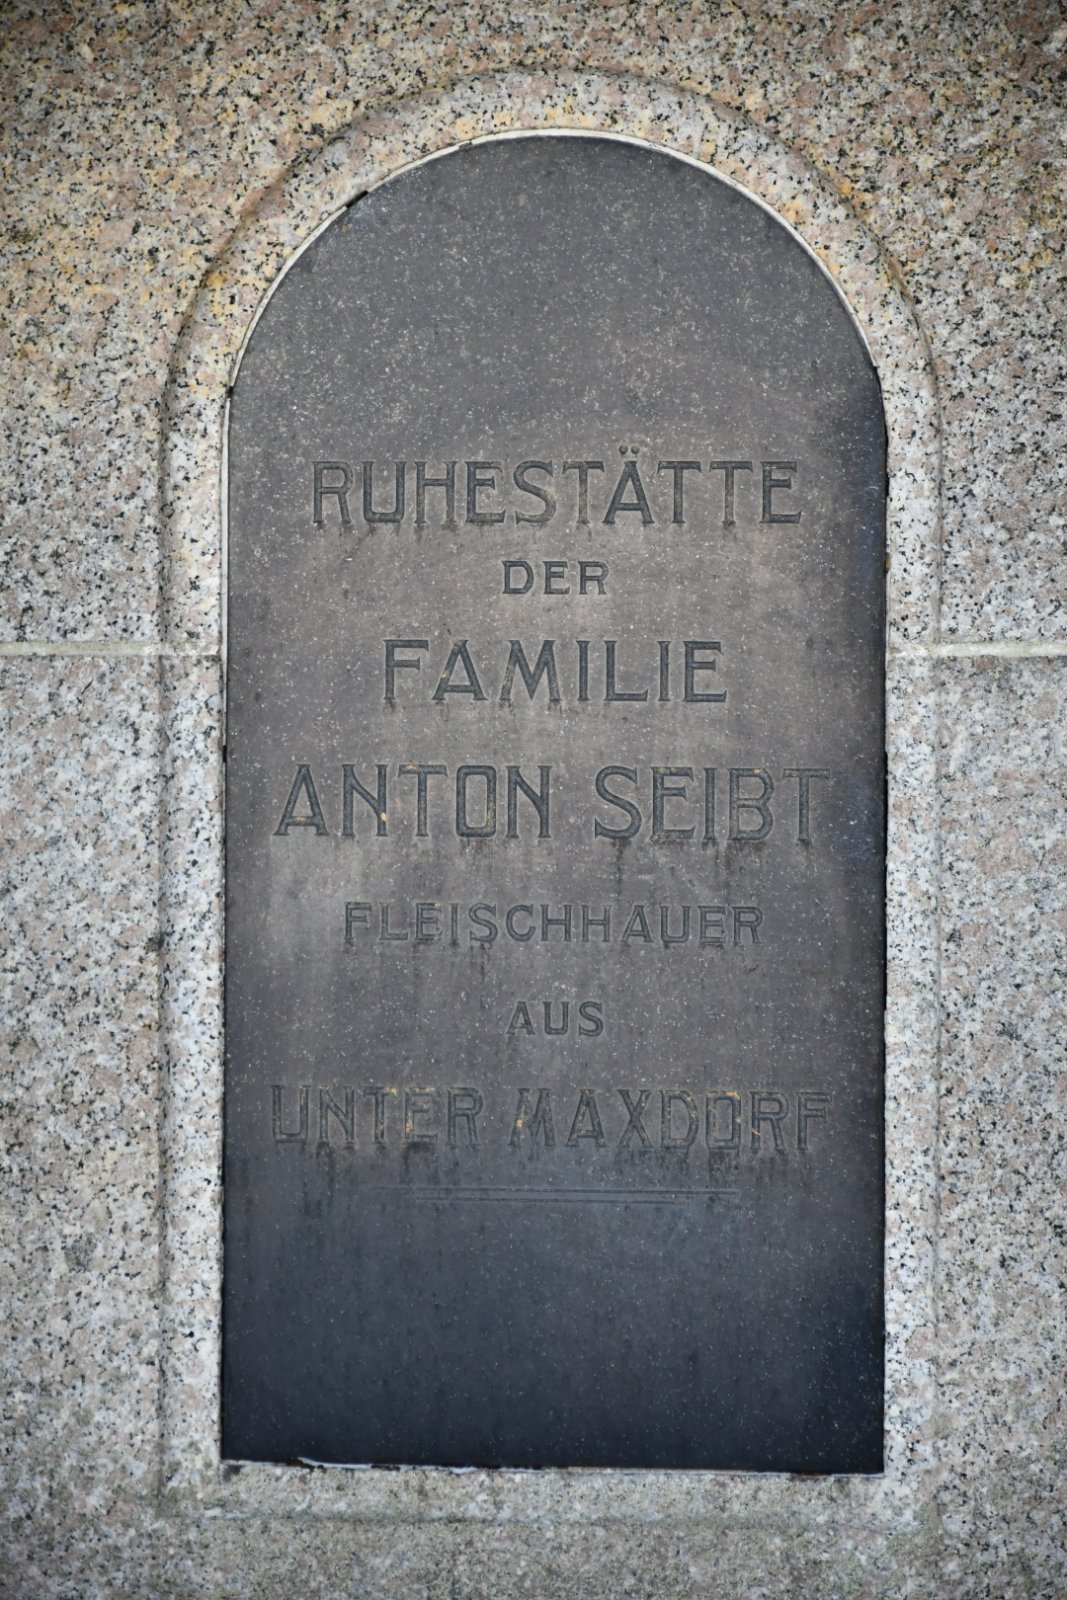 RUHESTÄTTE
DER
FAMILIE
ANTON SEIBT
FLEISCHHAUER
AUS
UNTER MAXDORF